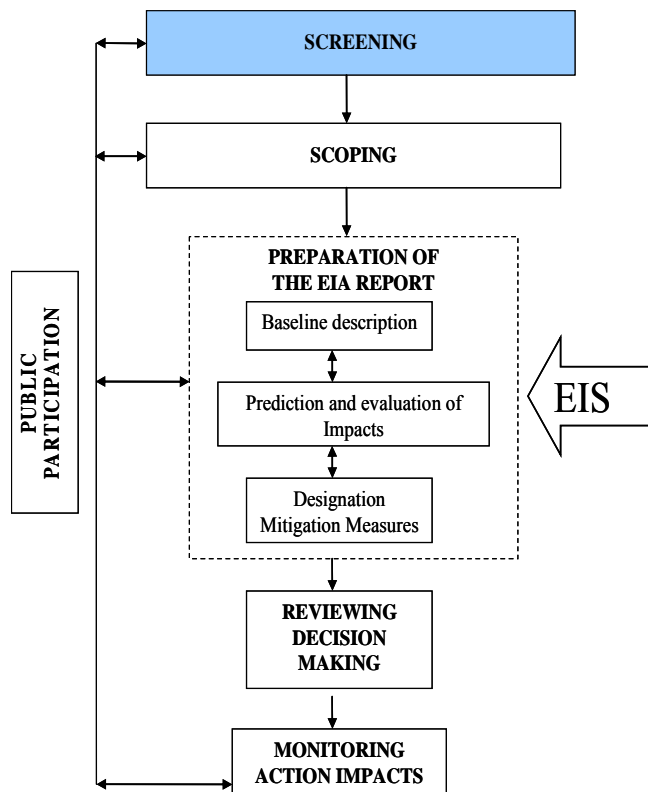 SCREENING
SCOPING
PREPARATION OF
THE EIA REPORT
Baseline description
Prediction and evaluation of
Impacts
Designation
Mitigation Measures
EIS
PUBLIC
PARTICIPATION
REVIEWING
DECISION
MAKING
MONITORING
ACTION IMPACTS